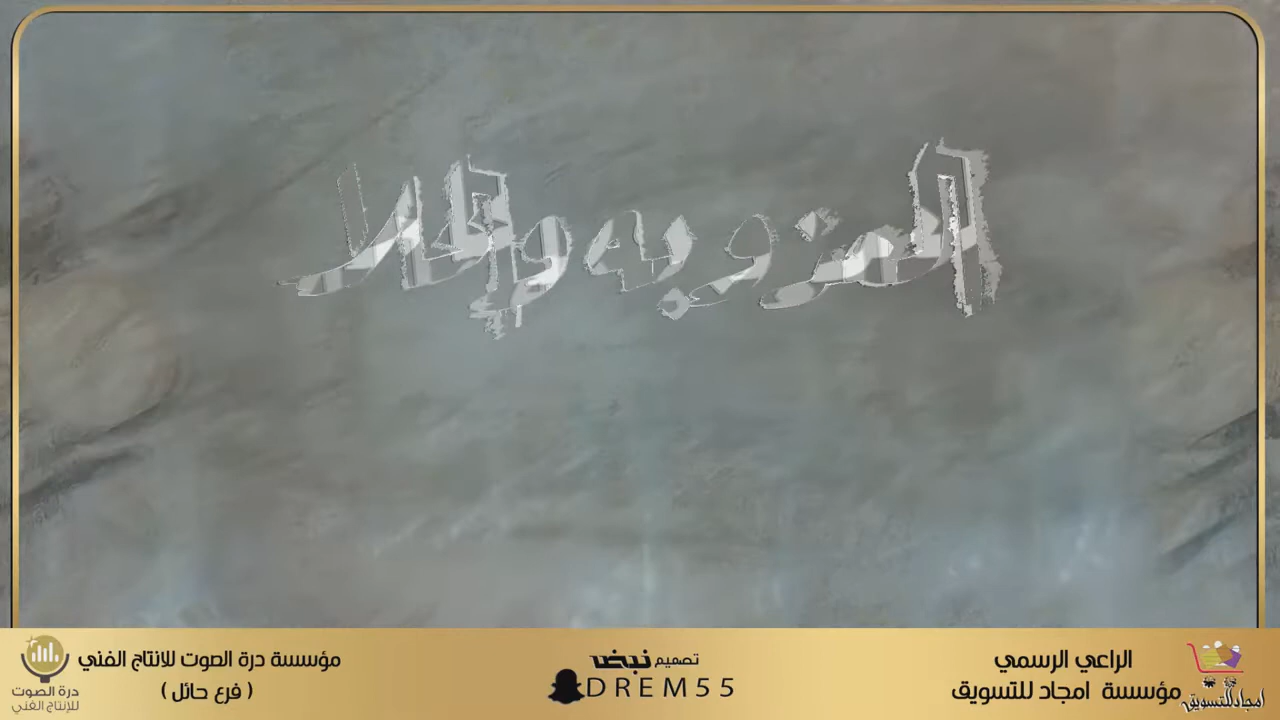 الراعي الرسمي
مؤسسة امجاد للتسويق
امجاد للتسويق
تصميم نبض
DREM55
مؤسسة درة الصوت للانتاج الفني
( فرع حائل )
درة الصوت
للإنتاج الفني